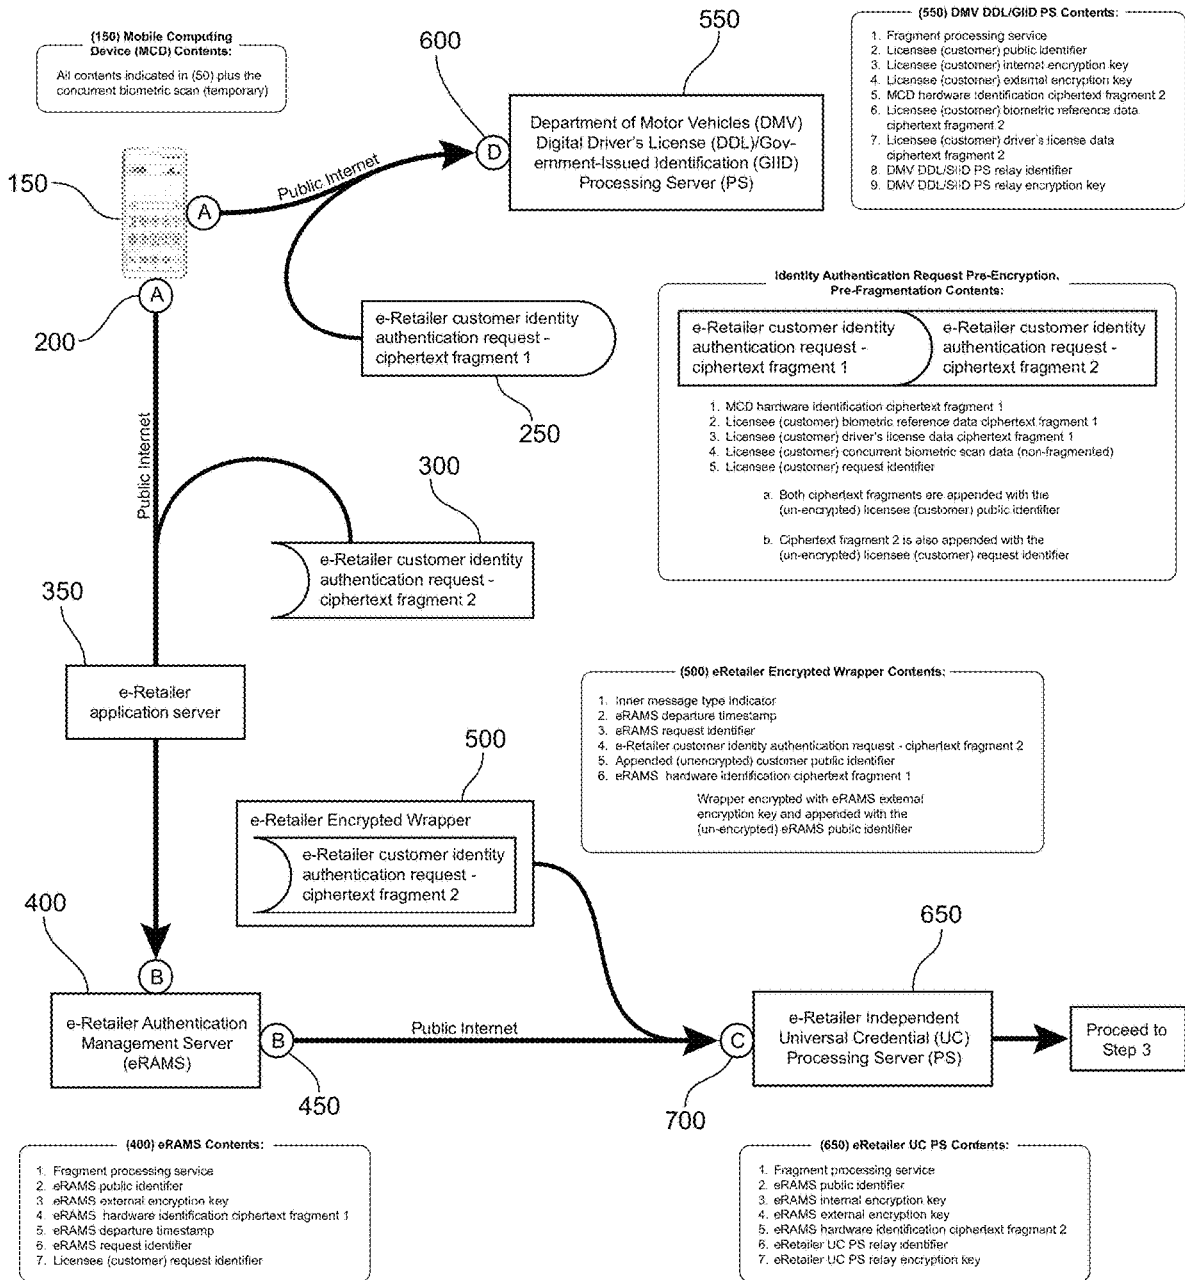 (150) Mobile Computing
Device (MCD) Contents:
All contents indicated in (50) plus the
concurrent biometric scan (temporary)
600
550
D
Department of Motor Vehicles (DMV)
Digital Driver's License (DDL)/Gov-
ernment-Issued Identification (GIID)
Processing Server (PS)
(550) DMV DDL/GIID PS Contents:
1. Fragment processing service
2. Licensee (customer) public identifier
3. Licensee (customer) internal encryption key
4. Licensee (customer) external encryption key
5. MCD hardware identification ciphertext fragment 2
6. Licensee (customer) biometric reference data
ciphertext fragment 2
7. Licensee (customer) driver's license data
ciphertext fragment 2
8. DMV DDL/SIID PS relay identifier
9. DMV DDL/SIID PS relay encryption key
150
A
Public Internet
A
200
e-Retailer customer identity
authentication request -
ciphertext fragment 1
250
Identity Authentication Request Pre-Encryption,
Pre-Fragmentation Contents:
e-Retailer customer identity
authentication request -
ciphertext fragment 1
e-Retailer customer identity
authentication request -
ciphertext fragment 2
1. MCD hardware identification ciphertext fragment 1
2. Licensee (customer) biometric reference data ciphertext fragment 1
3. Licensee (customer) driver's license data ciphertext fragment 1
4. Licensee (customer) concurrent biometric scan data (non-fragmented)
5. Licensee (customer) request identifier
a. Both ciphertext fragments are appended with the
(un-encrypted) licensee (customer) public identifier
b. Ciphertext fragment 2 is also appended with the
(un-encrypted) licensee (customer) request identifier
Public Internet
300
e-Retailer customer identity
authentication request -
ciphertext fragment 2
350
e-Retailer
application server
(500) eRetailer Encrypted Wrapper Contents:
1. Inner message type indicator
2. eRAMS departure timestamp
3. eRAMS request identifier
4. e-Retailer customer identity authentication request - ciphertext fragment 2
5. Appended (unencrypted) customer public identifier
6. eRAMS hardware identification ciphertext fragment 1
Wrapper encrypted with eRAMS external
encryption key and appended with the
(un-encrypted) eRAMS public identifier
500
e-Retailer Encrypted Wrapper
e-Retailer customer identity
authentication request -
ciphertext fragment 2
400
B
e-Retailer Authentication
Management Server
(eRAMS)
B
450
Public Internet
650
C
700
e-Retailer Independent
Universal Credential (UC)
Processing Server (PS)
Proceed to
Step 3
(400) eRAMS Contents:
1. Fragment processing service
2. eRAMS public identifier
3. eRAMS external encryption key
4. eRAMS hardware identification ciphertext fragment 1
5. eRAMS departure timestamp
6. eRAMS request identifier
7. Licensee (customer) request identifier
(650) eRetailer UC PS Contents:
1. Fragment processing service
2. eRAMS public identifier
3. eRAMS internal encryption key
4. eRAMS external encryption key
5. eRAMS hardware identification ciphertext fragment 2
6. eRetailer UC PS relay identifier
7. eRetailer UC PS relay encryption key